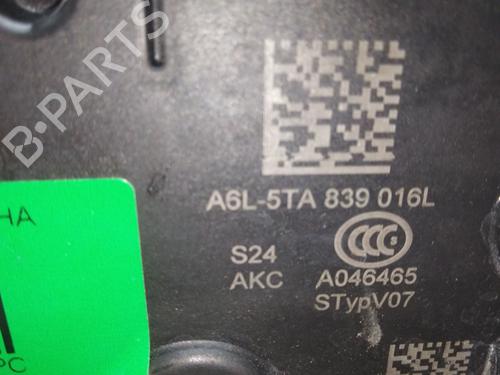 B-PARTS
A6L-5TA 839 016L
S24
CCC
AKC A046465
STypV07
HA
PC